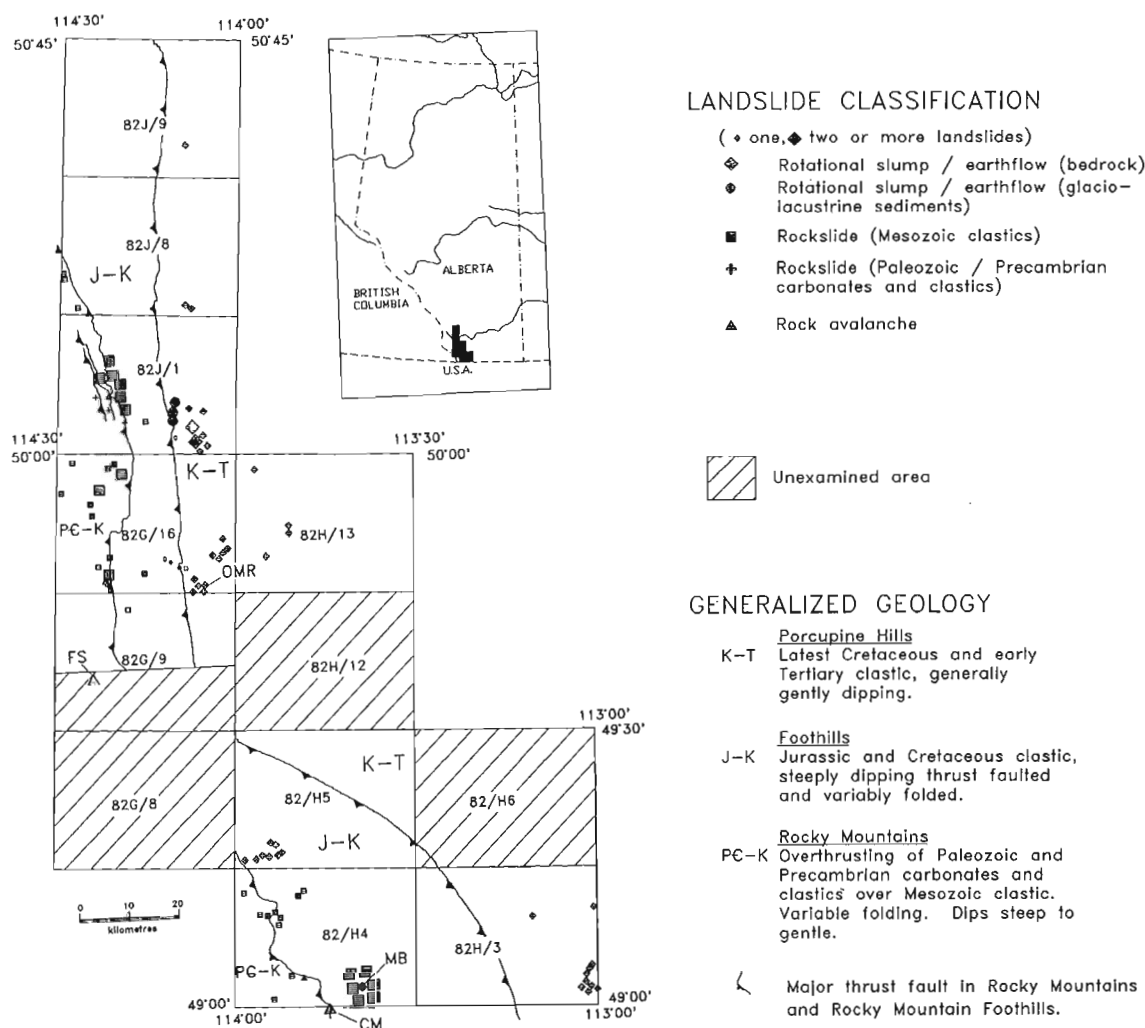 114°30'
114°00'
50°45'
50°45'
82J/9
82J/8
J-K
82J/1
114°30'
50°00'
113°30'
50°00'
K-T
PЄ-K
82G/16
82H/13
OMR
FS
82G/9
82H/12
113°00'
49°30'
K-T
82G/8
82/H5
82/H6
J-K
0 10 20
kilometres
82/H4
82H/3
PЄ-K
MB
49°00'
114°00'
CM
49°00'
113°00'
ALBERTA
BRITISH
COLUMBIA
U.S.A.
LANDSLIDE CLASSIFICATION
( one, two or more landslides)
Rotational slump / earthflow (bedrock)
Rotational slump / earthflow (glacio-
lacustrine sediments)
Rockslide (Mesozoic clastics)
Rockslide (Paleozoic / Precambrian
carbonates and clastics)
Rock avalanche
Unexamined area
GENERALIZED GEOLOGY
Porcupine Hills
K-T Latest Cretaceous and early
Tertiary clastic, generally
gently dipping.
Foothills
J-K Jurassic and Cretaceous clastic,
steeply dipping thrust faulted
and variably folded.
Rocky Mountains
PЄ-K Overthrusting of Paleozoic and
Precambrian carbonates and
clastics over Mesozoic clastic.
Variable folding. Dips steep to
gentle.
Major thrust fault in Rocky Mountains
and Rocky Mountain Foothills.